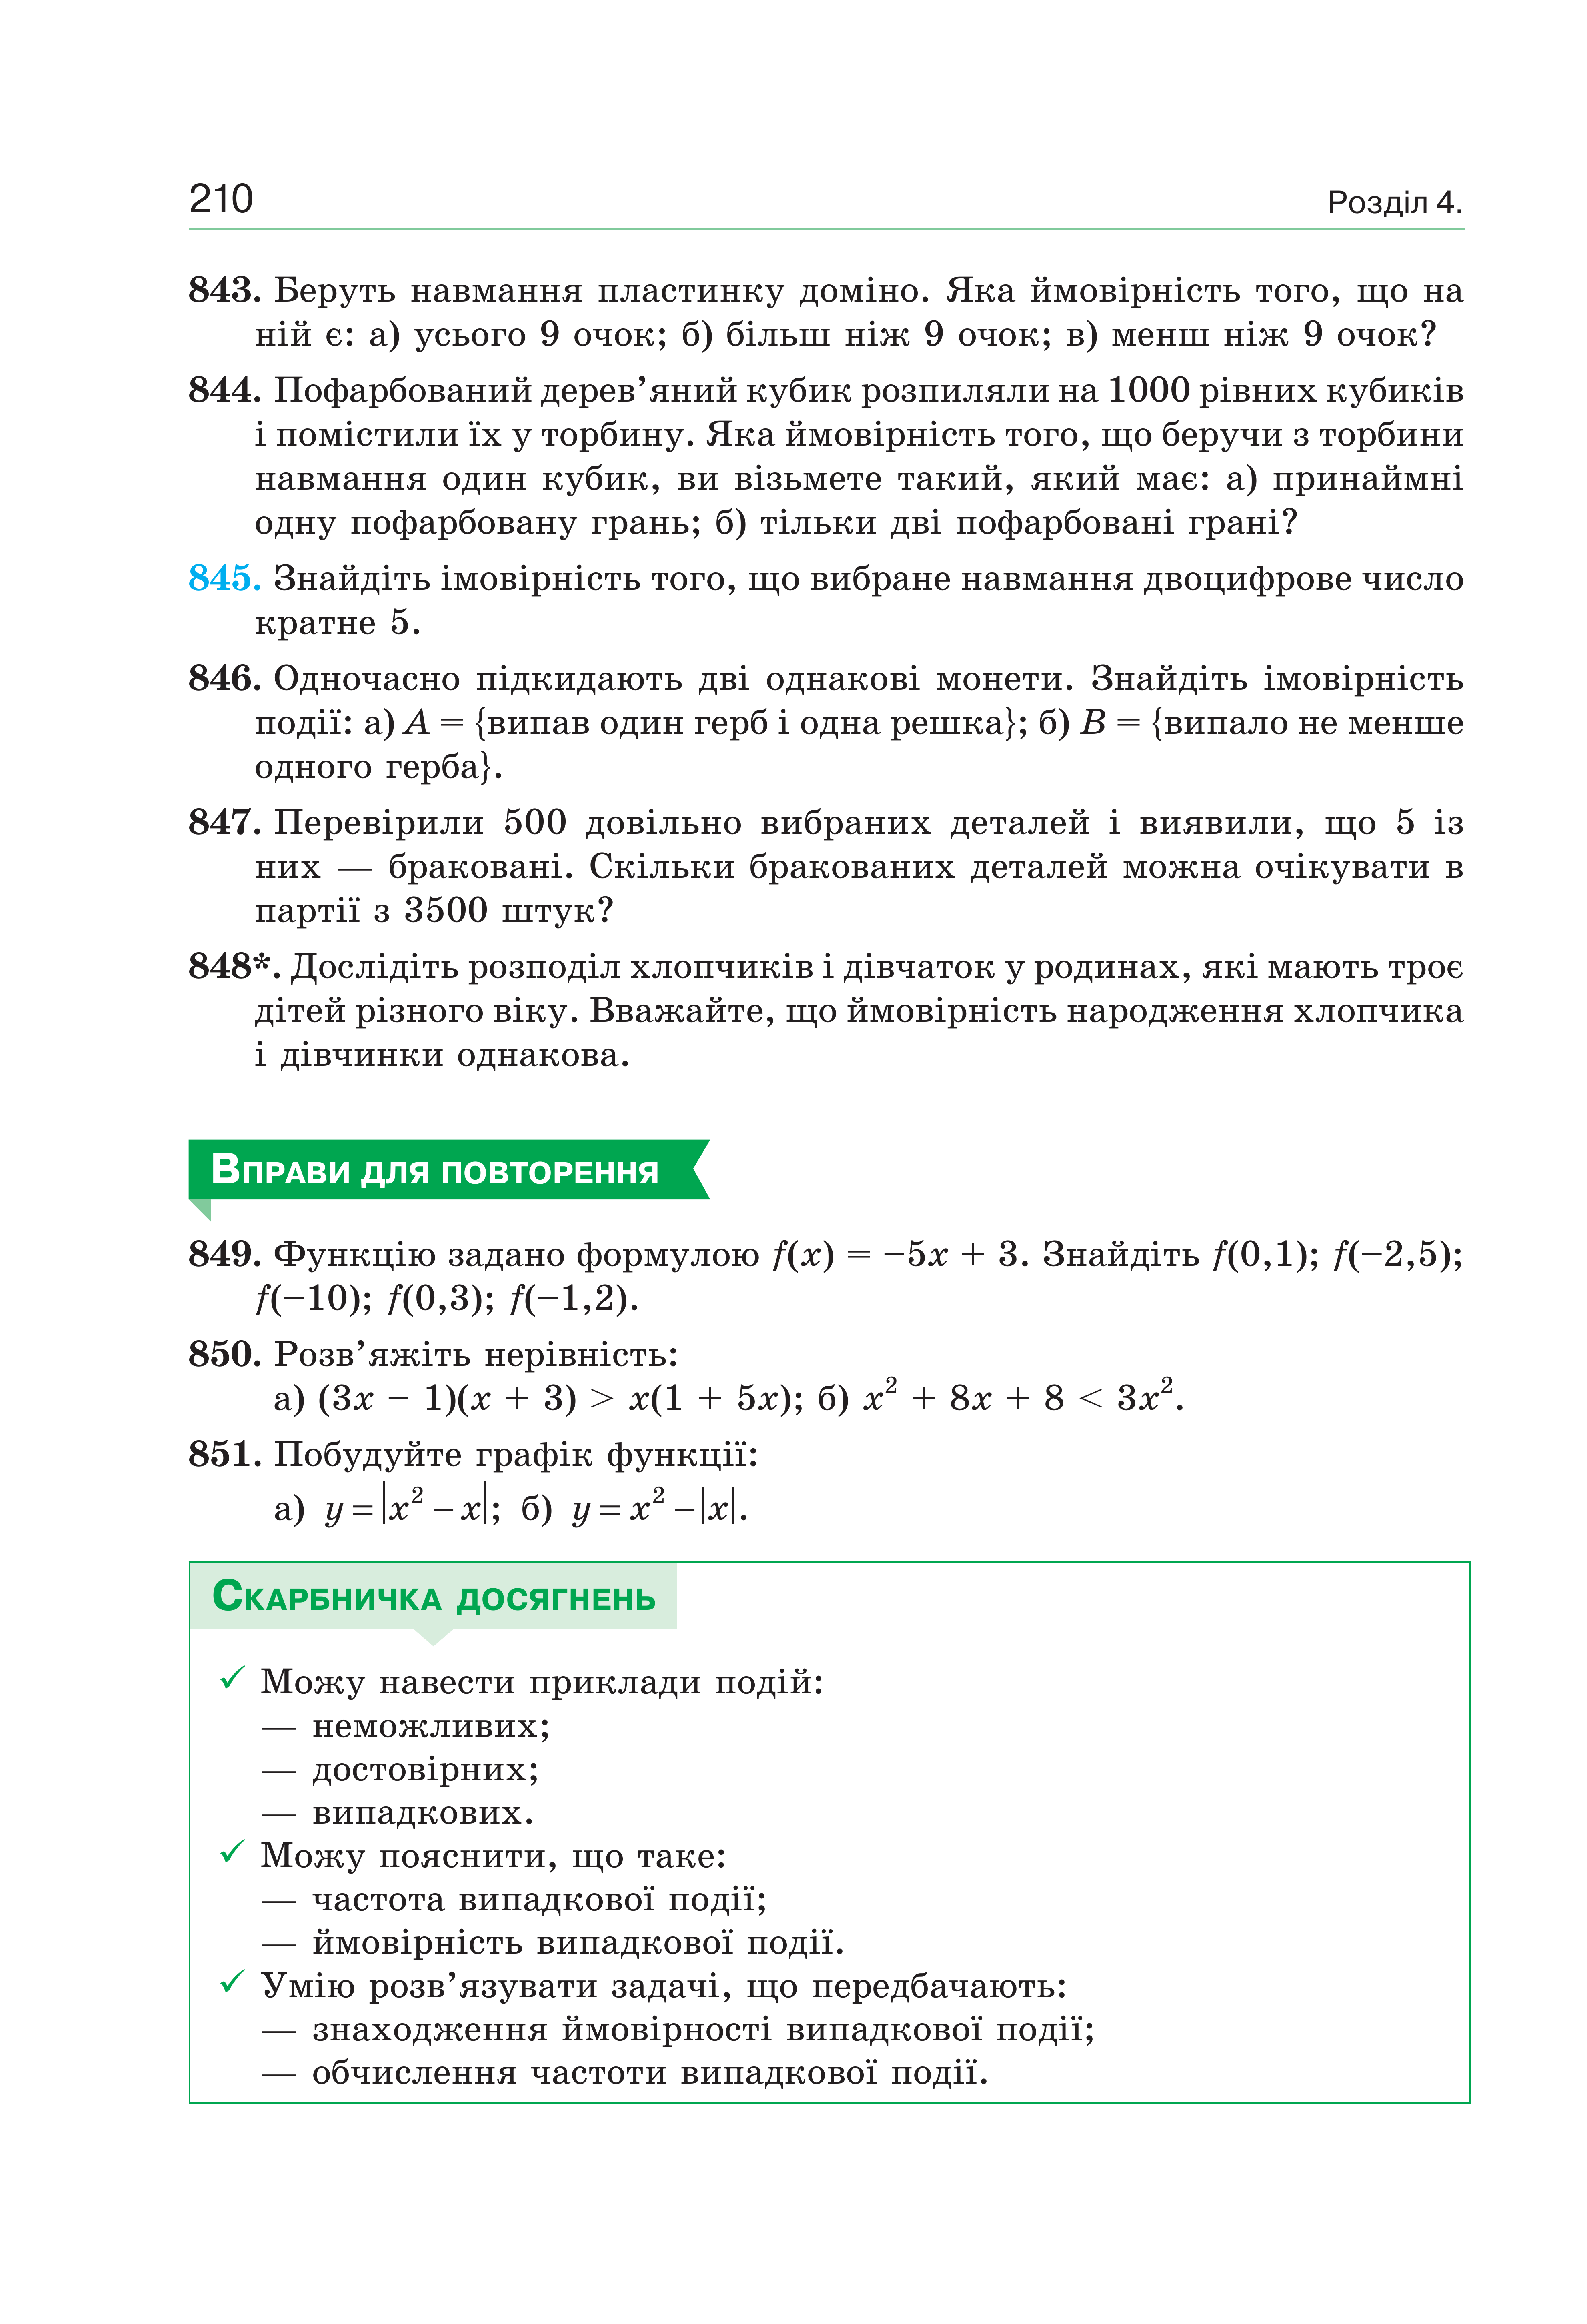 210
Розділ 4.
843. Беруть навмання пластинку доміно. Яка ймовірність того, що на
ній є: а) усього 9 очок; б) більш ніж 9 очок; в) менш ніж 9 очок?
844. Пофарбований дерев’яний кубик розпиляли на 1000 рівних кубиків
і помістили їх у торбину. Яка ймовірність того, що беручи з торбини
навмання один кубик, ви візьмете такий, який має: а) принаймні
одну пофарбовану грань; б) тільки дві пофарбовані грані?
845. Знайдіть імовірність того, що вибране навмання двоцифрове число
кратне 5.
846. Одночасно підкидають дві однакові монети. Знайдіть імовірність
події: а) A = {випав один герб і одна решка}; б) B = {випало не менше
одного герба}.
847. Перевірили 500 довільно вибраних деталей і виявили, що 5 із
них — браковані. Скільки бракованих деталей можна очікувати в
партії з 3500 штук?
848*. Дослідіть розподіл хлопчиків і дівчаток у родинах, які мають троє
дітей різного віку. Вважайте, що ймовірність народження хлопчика
і дівчинки однакова.
Вправи для повторення
849. Функцію задано формулою f(x) = –5x + 3. Знайдіть f(0,1); f(–2,5);
f(–10); f(0,3); f(–1,2).
850. Розв’яжіть нерівність:
а) (3x – 1)(x + 3) > x(1 + 5x); б) x² + 8x + 8 < 3x².
851. Побудуйте графік функції:
а) y = |x² – x|; б) y = x² – |x|.
Скарбничка досягнень
✓ Можу навести приклади подій:
— неможливих;
— достовірних;
— випадкових.
✓ Можу пояснити, що таке:
— частота випадкової події;
— ймовірність випадкової події.
✓ Умію розв’язувати задачі, що передбачають:
— знаходження ймовірності випадкової події;
— обчислення частоти випадкової події.